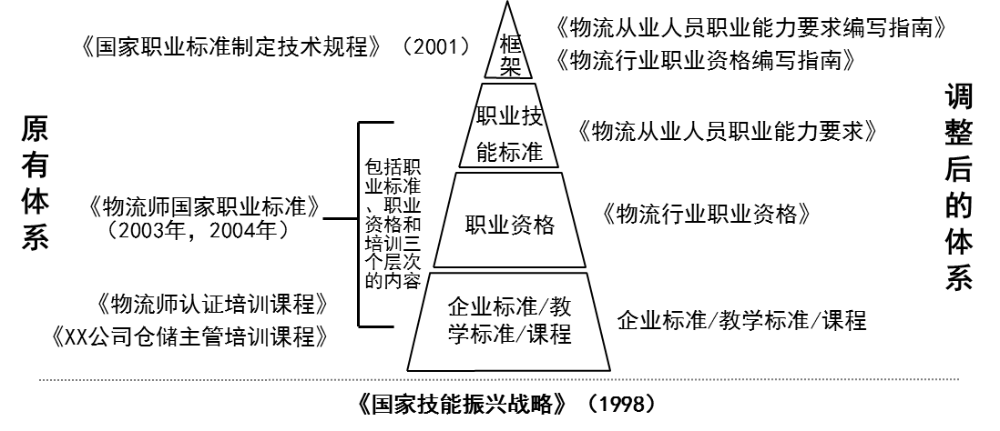 《国家职业标准制定技术规程》（2001）
框
架
《物流从业人员职业能力要求编写指南》
《物流行业职业资格编写指南》
原有体系
调整后的体系
职业技
能标准
《物流从业人员职业能力要求》
包括职
业标准
、职业
资格和
培训三
个层次
的内容
《物流师国家职业标准》
（2003年，2004年）
职业资格
《物流行业职业资格》
《物流师认证培训课程》
《XX公司仓储主管培训课程》
企业标准/教
学标准/课程
企业标准/教学标准/课程
《国家技能振兴战略》（1998）